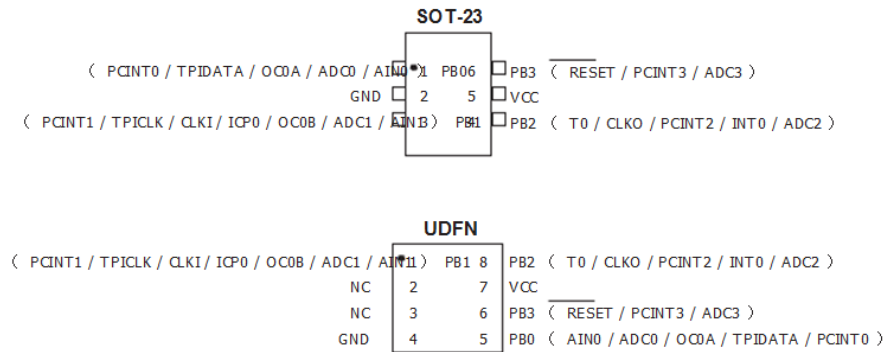 SOT-23
( PCINT0 / TPIDATA / OC0A / ADC0 / AIN0 ) PB0 1 6 PB3 ( RESET / PCINT3 / ADC3 )
GND 2 5 VCC
( PCINT1 / TPICLK / CLKI / ICP0 / OC0B / ADC1 / AIN1 ) PB1 3 4 PB2 ( T0 / CLKO / PCINT2 / INT0 / ADC2 )
UDFN
( PCINT1 / TPICLK / CLKI / ICP0 / OC0B / ADC1 / AIN1 ) PB1 1 8 PB2 ( T0 / CLKO / PCINT2 / INT0 / ADC2 )
NC 2 7 VCC
NC 3 6 PB3 ( RESET / PCINT3 / ADC3 )
GND 4 5 PB0 ( AIN0 / ADC0 / OC0A / TPIDATA / PCINT0 )